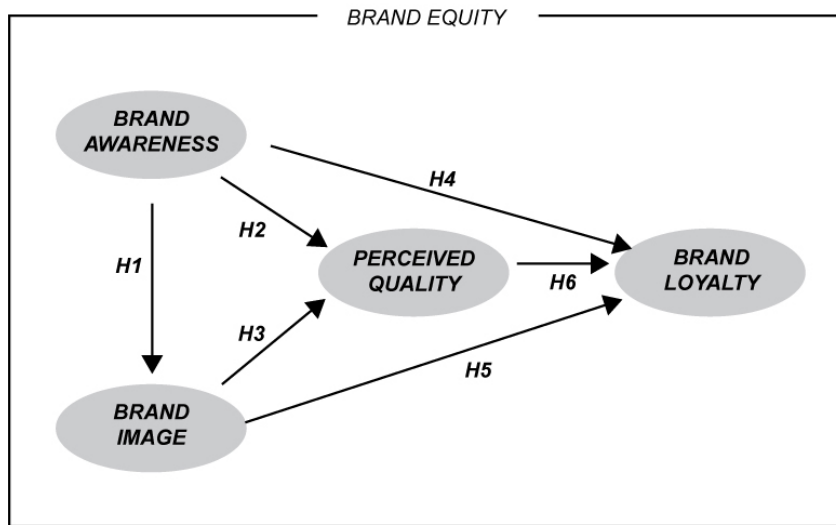 BRAND EQUITY
BRAND
AWARENESS
H4
H2
H1
PERCEIVED
QUALITY
BRAND
LOYALTY
H6
H3
H5
BRAND
IMAGE